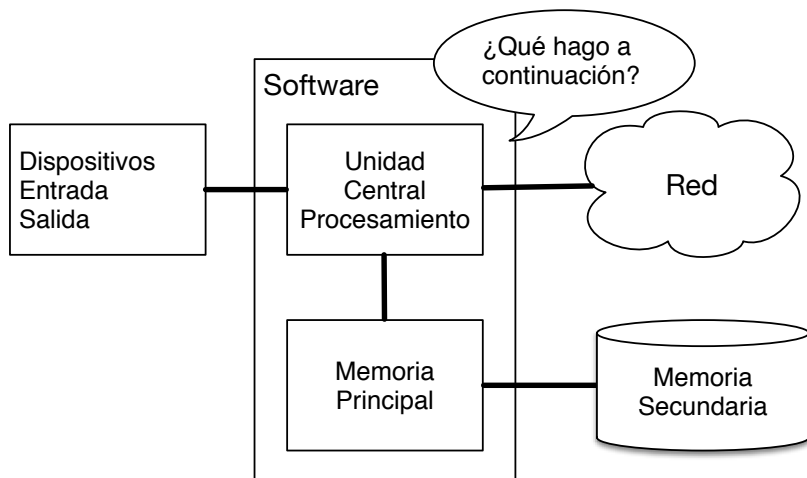 ¿Qué hago a
continuación?
Software
Dispositivos
Entrada
Salida
Unidad
Central
Procesamiento
Red
Memoria
Principal
Memoria
Secundaria